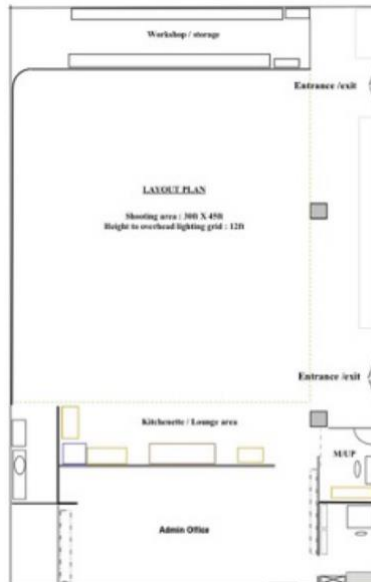 Workshop / storage
Entrance /exit
LAYOUT PLAN
Shooting area : 30ft X 45ft
Height to overhead lighting grid : 12ft
Entrance /exit
Kitchenette / Lounge area
M/UP
Admin Office